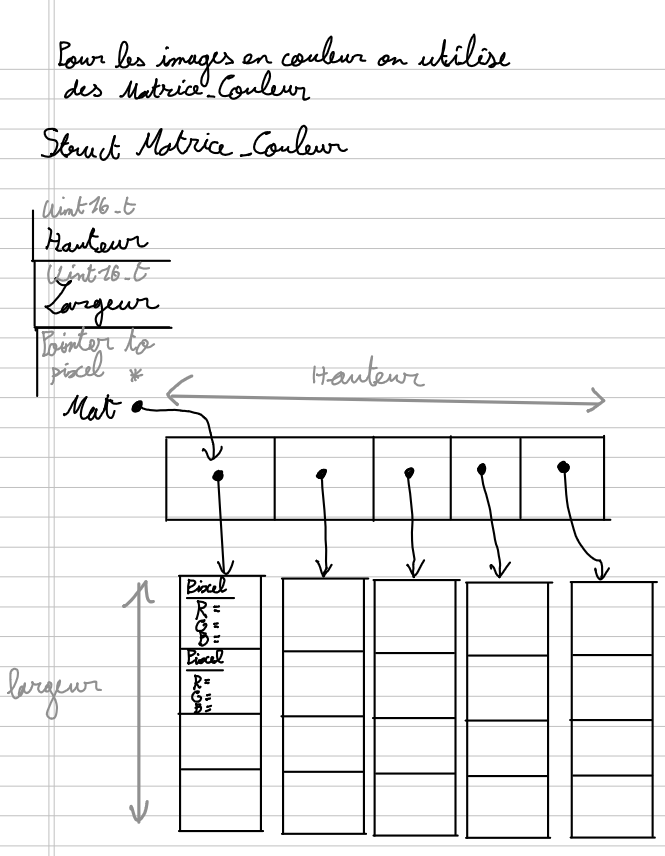 Pour les images en couleur on utilise
des Matrice_Couleur
Struct Matrice_Couleur
Uint16_t
Hauteur
Uint16_t
Largeur
Pointer to
pixel *
Mat
Hauteur
largeur
Pixel
R=
G=
B=
Pixel
R=
G=
B=